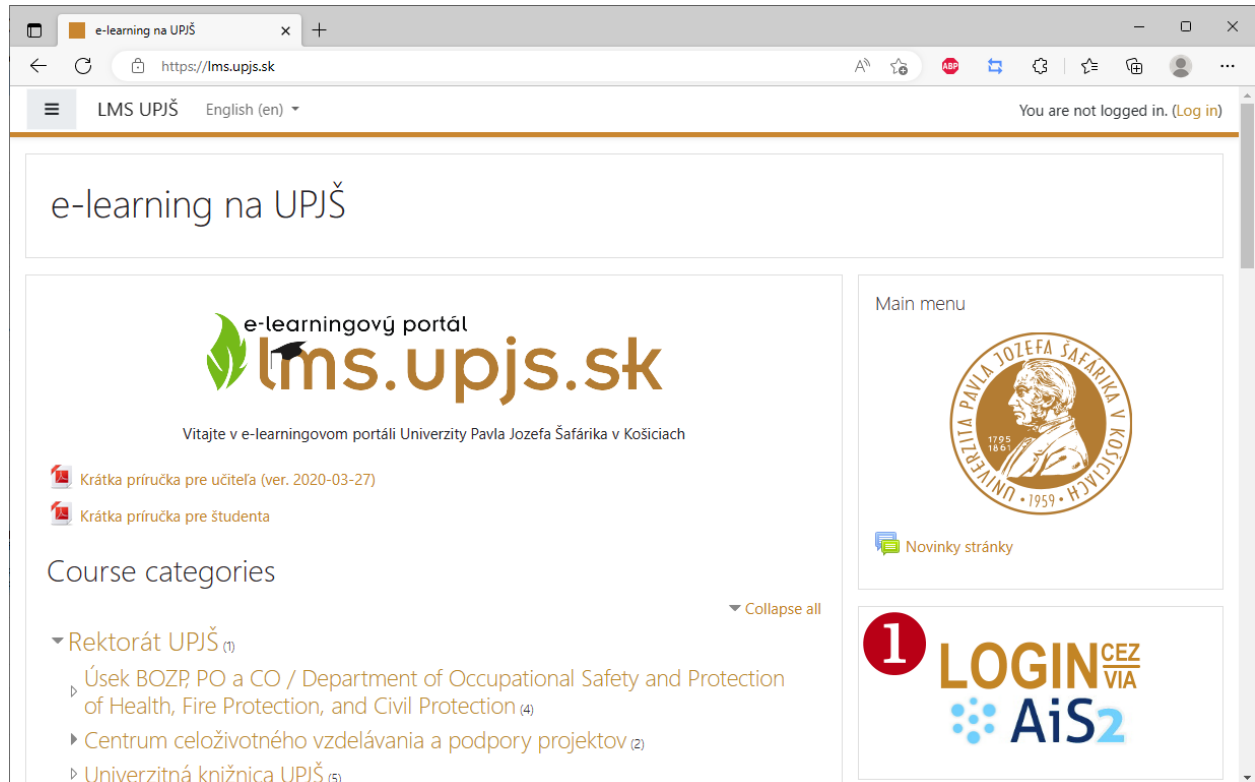 e-learning na UPJŠ
https://lms.upjs.sk
ABP
LMS UPJŠ English (en)
You are not logged in. (Log in)
e-learning na UPJŠ
e-learningový portál
lms.upjs.sk
Vitajte v e-learningovom portáli Univerzity Pavla Jozefa Šafárika v Košiciach
Krátka príručka pre učiteľa (ver. 2020-03-27)
Krátka príručka pre študenta
Course categories
Collapse all
Rektorát UPJŠ (1)
Úsek BOZP, PO a CO / Department of Occupational Safety and Protection
of Health, Fire Protection, and Civil Protection (4)
Centrum celoživotného vzdelávania a podpory projektov (2)
Univerzitná knižnica UPJŠ (5)
Main menu
UNIVERZITA PAVLA JOZEFA ŠAFÁRIKA V KOŠICIACH
1795
1861
· 1959 ·
Novinky stránky
1
LOGIN CEZ
VIA
AiS2